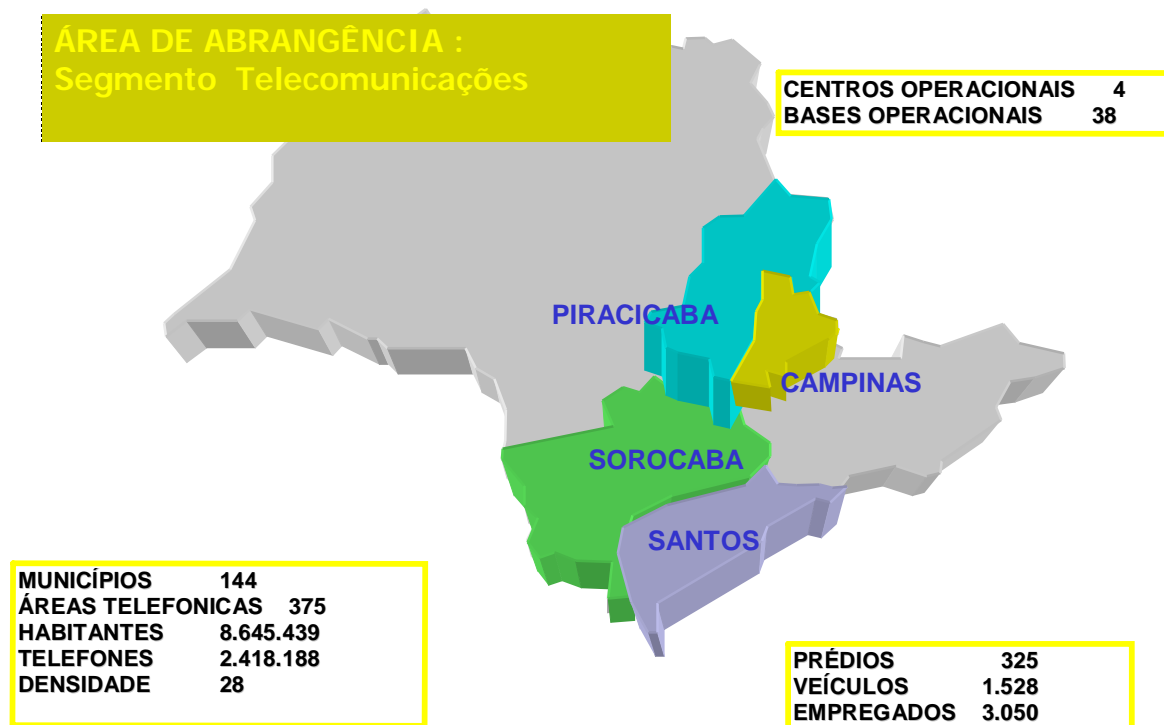 ÁREA DE ABRANGÊNCIA :
Segmento Telecomunicações
CENTROS OPERACIONAIS 4
BASES OPERACIONAIS 38
PIRACICABA
CAMPINAS
SOROCABA
SANTOS
MUNICÍPIOS 144
ÁREAS TELEFONICAS 375
HABITANTES 8.645.439
TELEFONES 2.418.188
DENSIDADE 28
PRÉDIOS 325
VEÍCULOS 1.528
EMPREGADOS 3.050